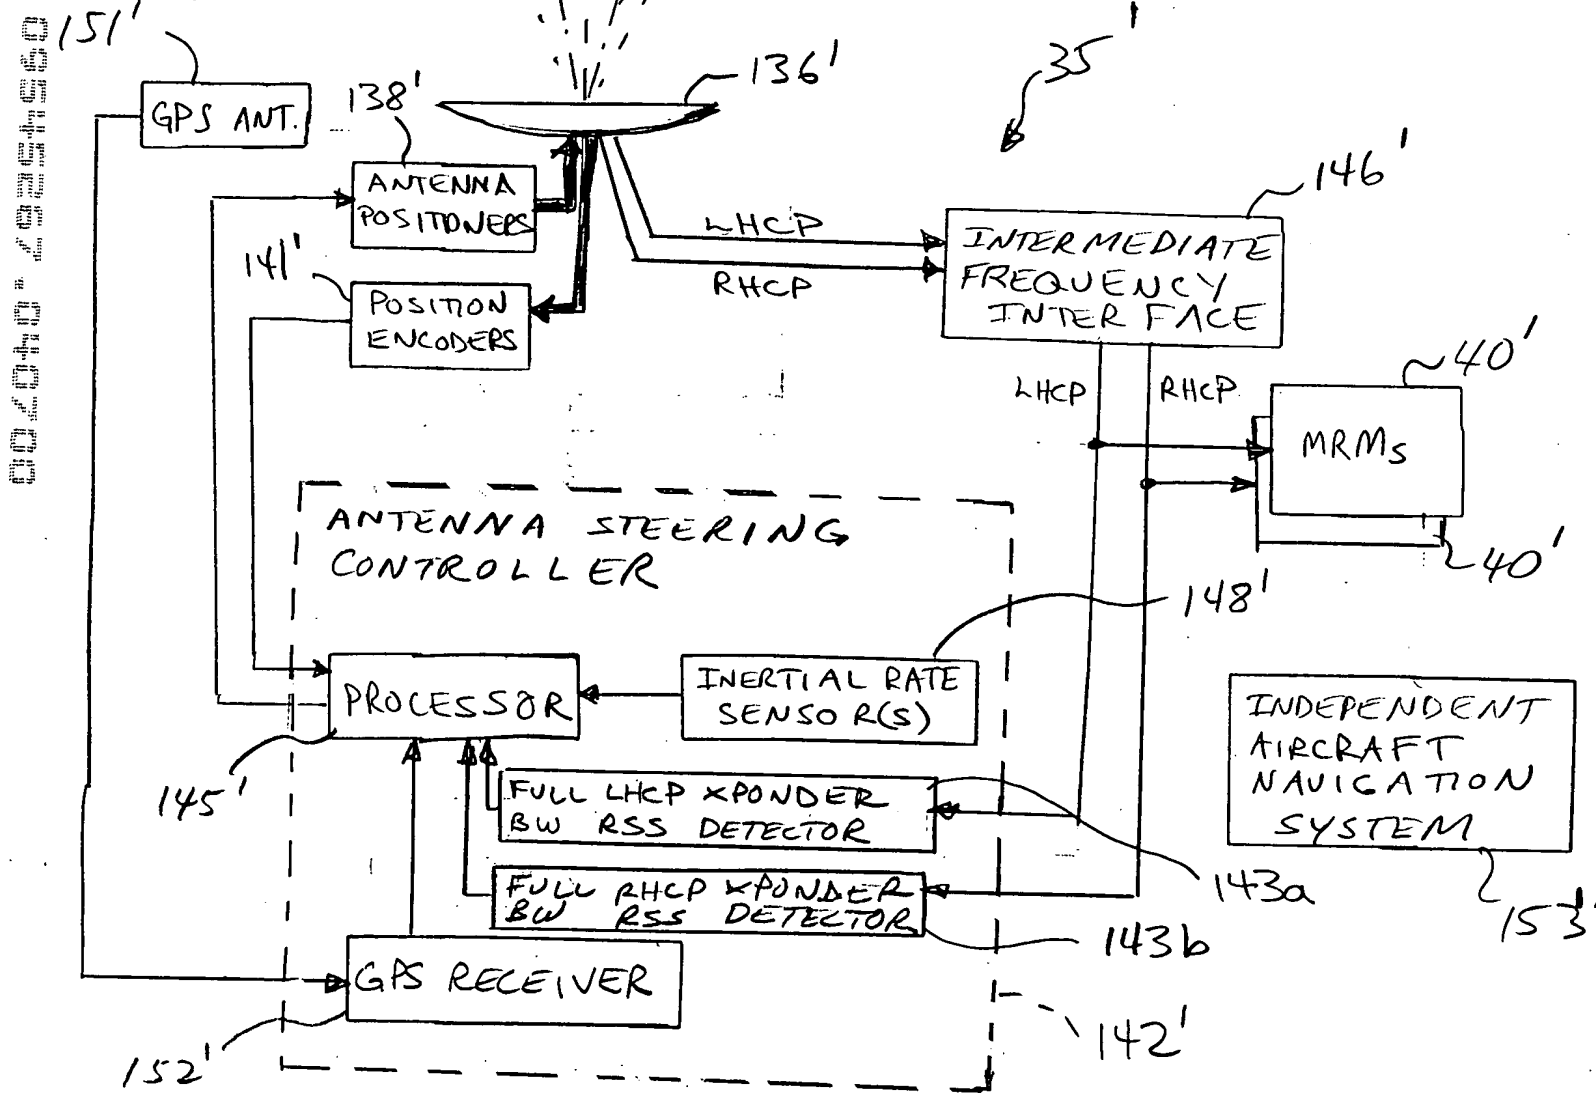 151'
GPS ANT.
138'
136'
35'
ANTENNA
POSITIONERS
146'
LHCP
RHCP
INTERMEDIATE
FREQUENCY
INTERFACE
141'
POSITION
ENCODERS
LHCP
RHCP
40'
MRMs
40'
ANTENNA STEERING
CONTROLLER
148'
PROCESSOR
INERTIAL RATE
SENSOR(S)
INDEPENDENT
AIRCRAFT
NAVIGATION
SYSTEM
145'
FULL LHCP XPONDER
BW RSS DETECTOR
FULL RHCP XPONDER
BW RSS DETECTOR
143a
153'
143b
GPS RECEIVER
142'
152'
09545267.040700